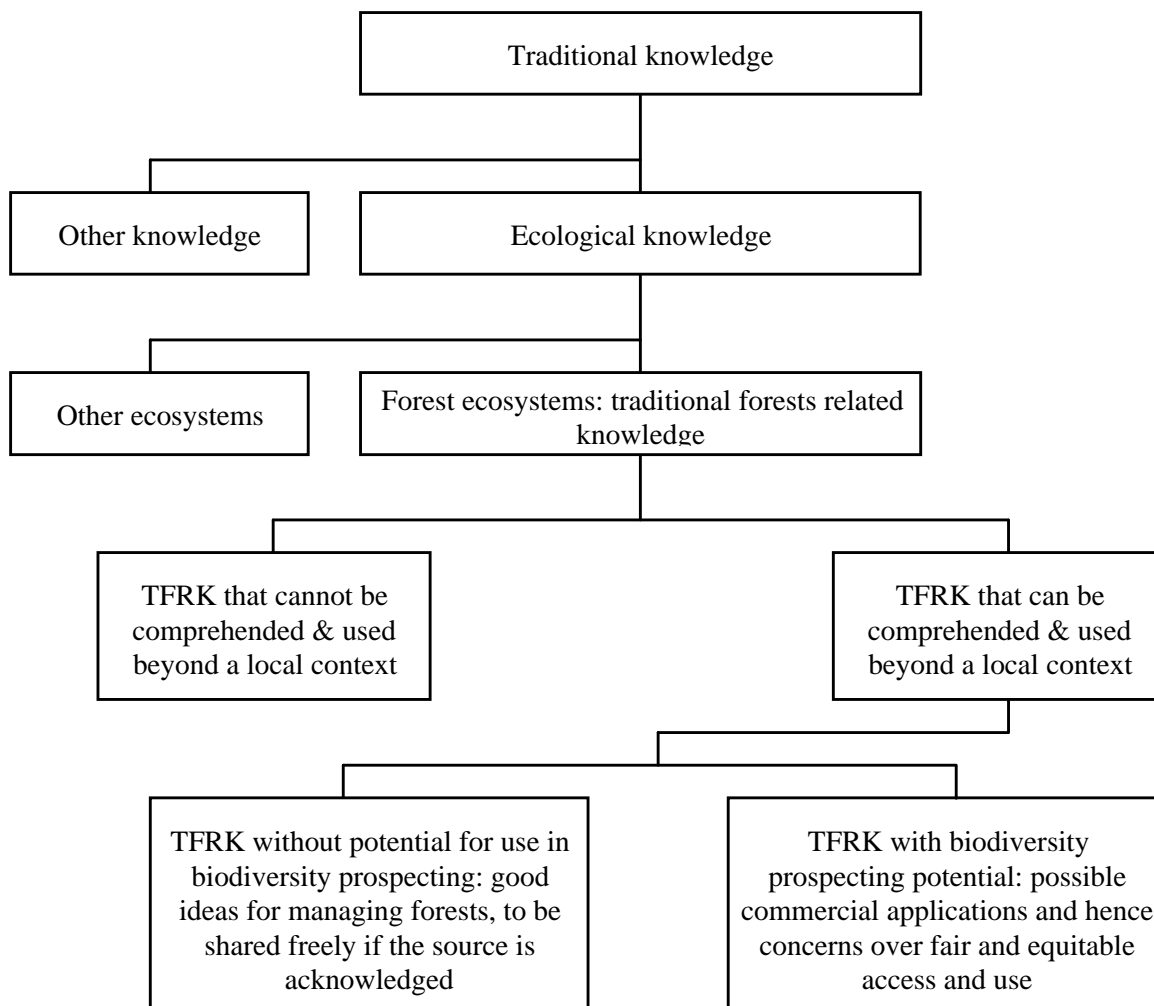 Traditional knowledge
Other knowledge
Ecological knowledge
Other ecosystems
Forest ecosystems: traditional forests related
knowledge
TFRK that cannot be
comprehended & used
beyond a local context
TFRK that can be
comprehended & used
beyond a local context
TFRK without potential for use in
biodiversity prospecting: good
ideas for managing forests, to be
shared freely if the source is
acknowledged
TFRK with biodiversity
prospecting potential: possible
commercial applications and hence
concerns over fair and equitable
access and use